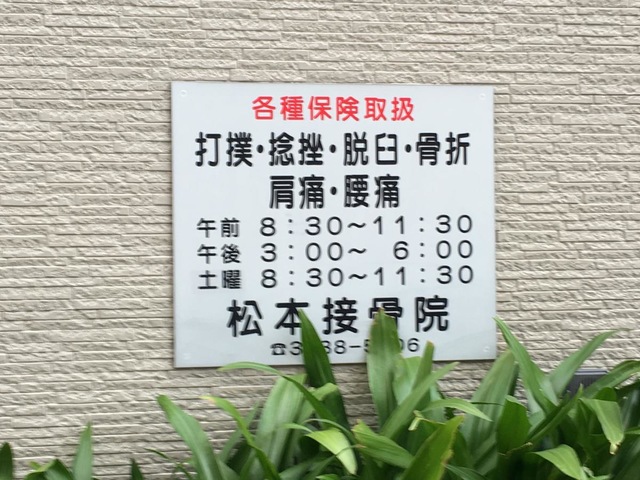 各種保険取扱
打撲・捻挫・脱臼・骨折
肩痛・腰痛
午前 8:30〜11:30
午後 3:00〜 6:00
土曜 8:30〜11:30
松本接骨院